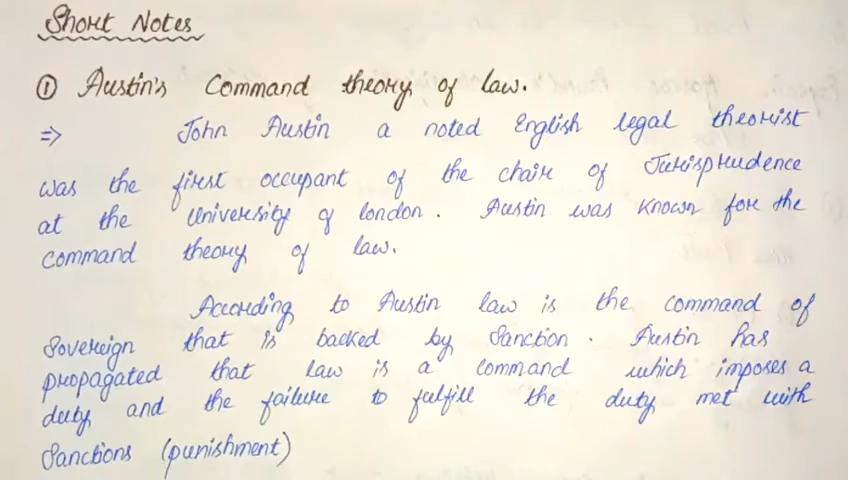 Short Notes
① Austin's Command theory of law.
⇒ John Austin a noted English legal theorist
was the first occupant of the chair of Jurisprudence
at the University of london. Austin was known for the
command theory of law.
According to Austin law is the command of
Sovereign that is backed by Sanction. Austin has
propagated that law is a command which imposes a
duty and the failure to fulfill the duty met with
Sanctions (punishment)